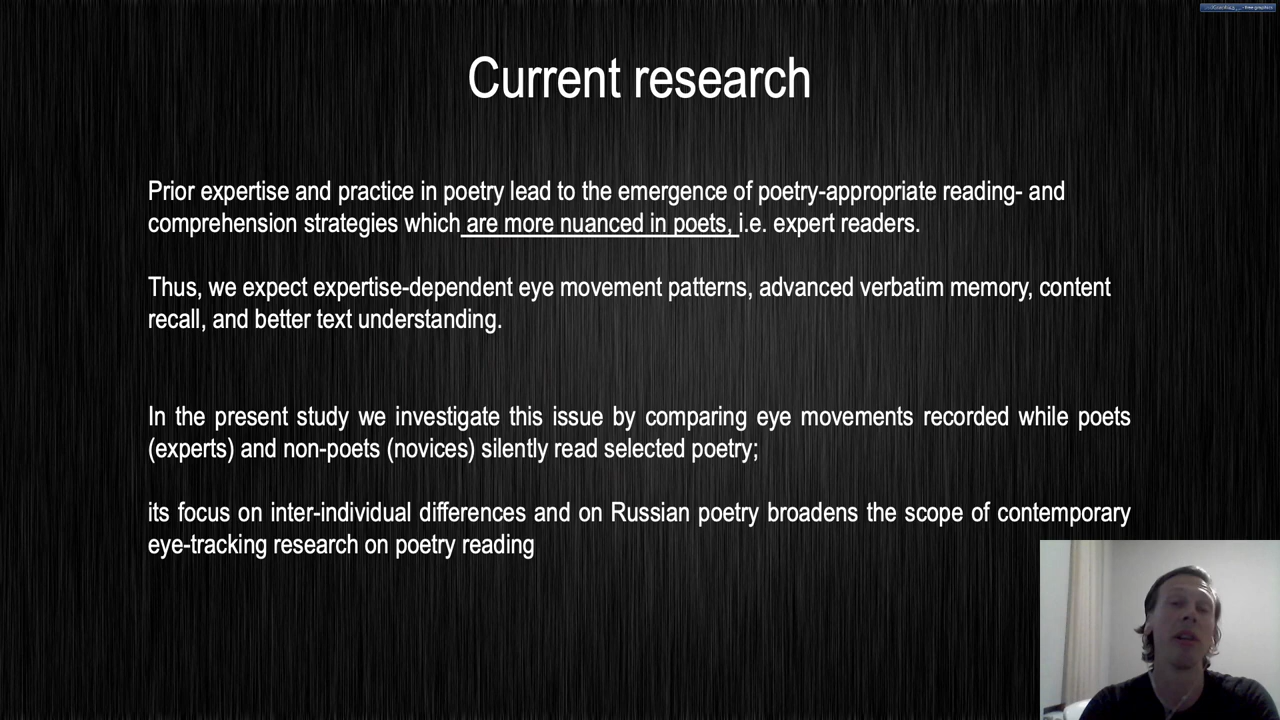 Current research
Prior expertise and practice in poetry lead to the emergence of poetry-appropriate reading- and
comprehension strategies which are more nuanced in poets, i.e. expert readers.
Thus, we expect expertise-dependent eye movement patterns, advanced verbatim memory, content
recall, and better text understanding.
In the present study we investigate this issue by comparing eye movements recorded while poets
(experts) and non-poets (novices) silently read selected poetry;
its focus on inter-individual differences and on Russian poetry broadens the scope of contemporary
eye-tracking research on poetry reading